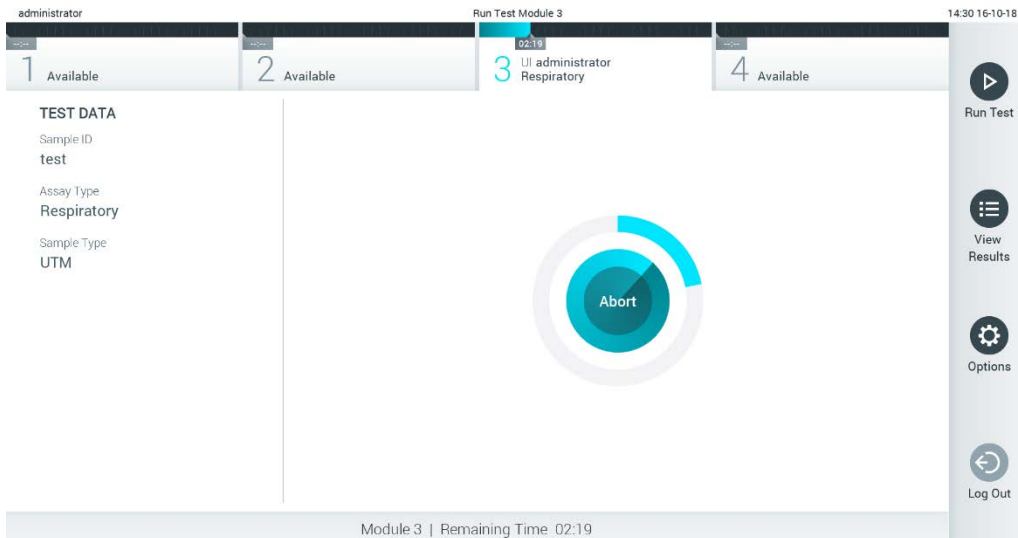 administrator
Run Test Module 3
14:30 16-10-18
--:--
1 Available
--:--
2 Available
02:19
3 UI administrator
Respiratory
--:--
4 Available
TEST DATA
Sample ID
test
Assay Type
Respiratory
Sample Type
UTM
Abort
Run Test
View
Results
Options
Log Out
Module 3 | Remaining Time 02:19